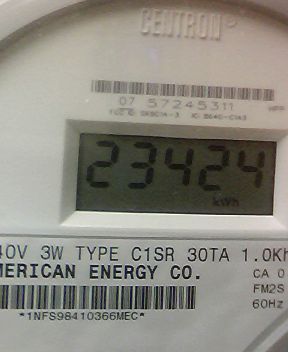 CENTRON
07 57245311
23424
kWh
40V 3W TYPE C1SR 30TA 1.0Kh
MERICAN ENERGY CO.
CA 0
FM2S
60Hz
*1NFS98410366MEC*